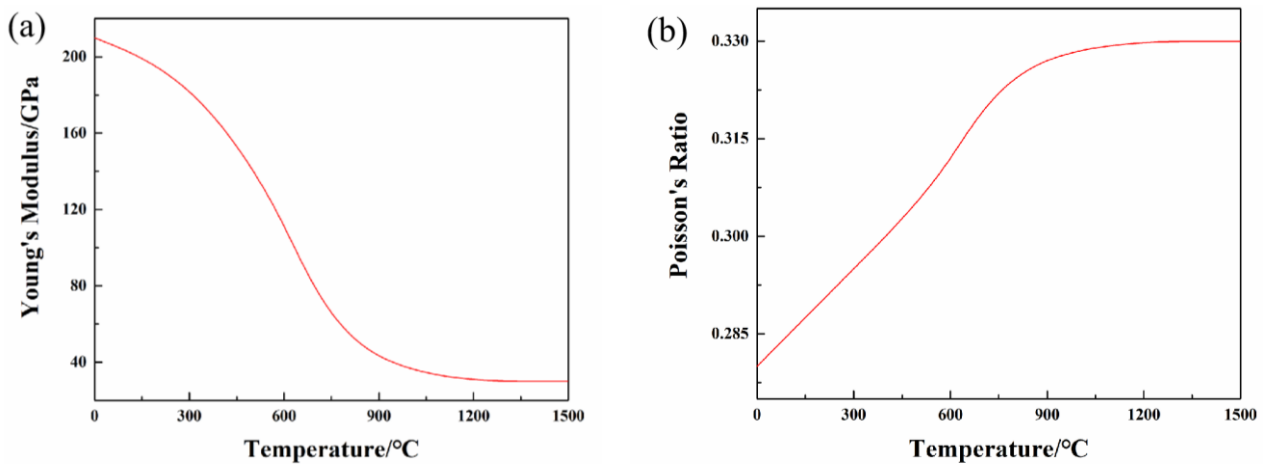 (a)
Young's Modulus/GPa
200
160
120
80
40
0 300 600 900 1200 1500
Temperature/°C
(b)
Poisson's Ratio
0.330
0.315
0.300
0.285
0 300 600 900 1200 1500
Temperature/°C